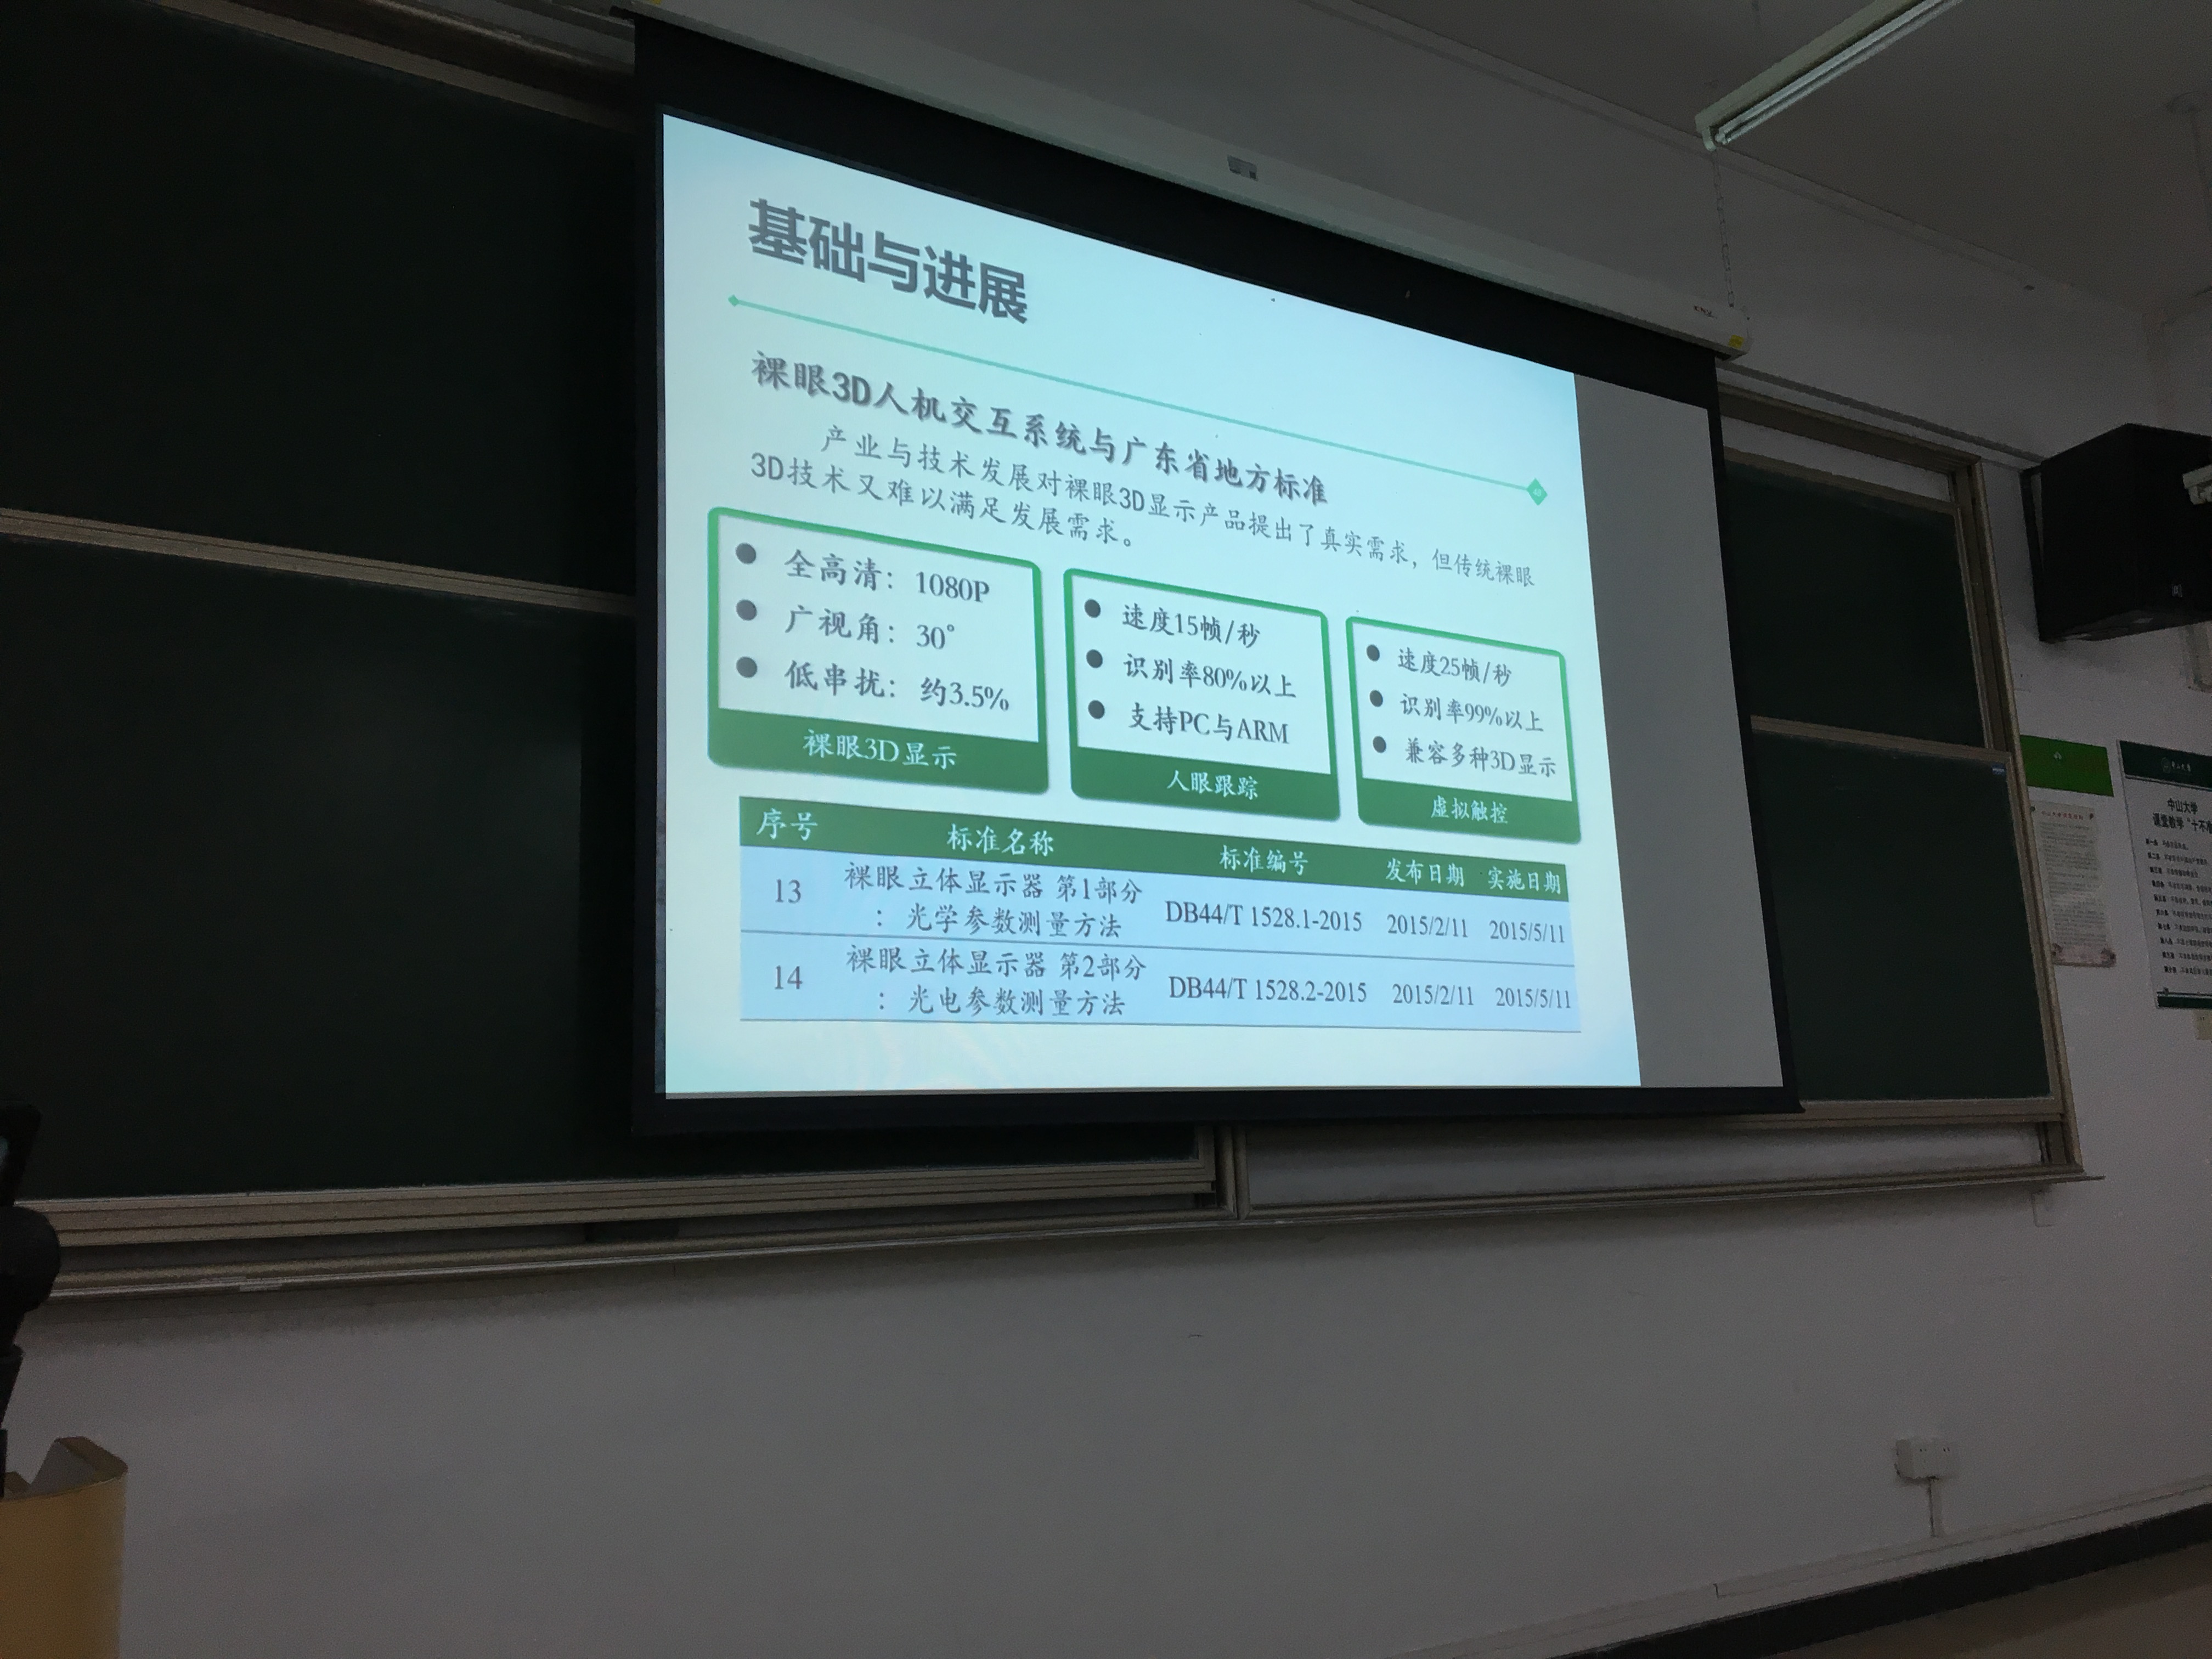 基础与进展
裸眼3D人机交互系统与广东省地方标准
产业与技术发展对裸眼3D显示产品提出了真实需求，但传统裸眼
3D技术又难以满足发展需求。
全高清：1080P
广视角：30°
低串扰：约3.5%
裸眼3D显示
速度15帧/秒
识别率80%以上
支持PC与ARM
人眼跟踪
速度25帧/秒
识别率99%以上
兼容多种3D显示
虚拟触控
序号 标准名称 标准编号 发布日期 实施日期
13 裸眼立体显示器 第1部分
：光学参数测量方法 DB44/T 1528.1-2015 2015/2/11 2015/5/11
14 裸眼立体显示器 第2部分
：光电参数测量方法 DB44/T 1528.2-2015 2015/2/11 2015/5/11
中山大学
课堂教学"十不